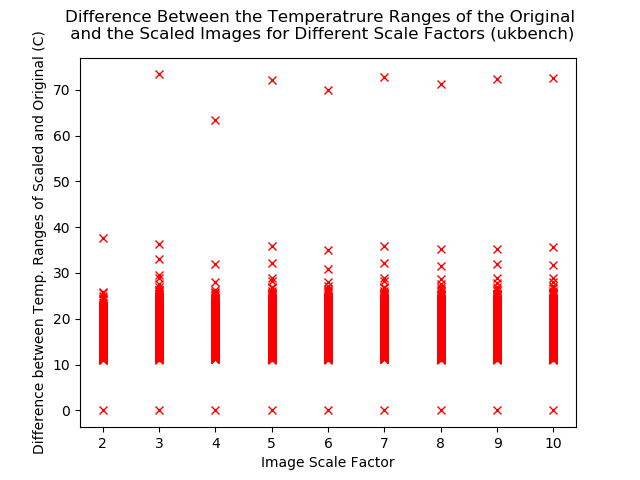 Difference Between the Temperatrure Ranges of the Original
and the Scaled Images for Different Scale Factors (ukbench)
Difference between Temp. Ranges of Scaled and Original (C)
70
60
50
40
30
20
10
0
2 3 4 5 6 7 8 9 10
Image Scale Factor